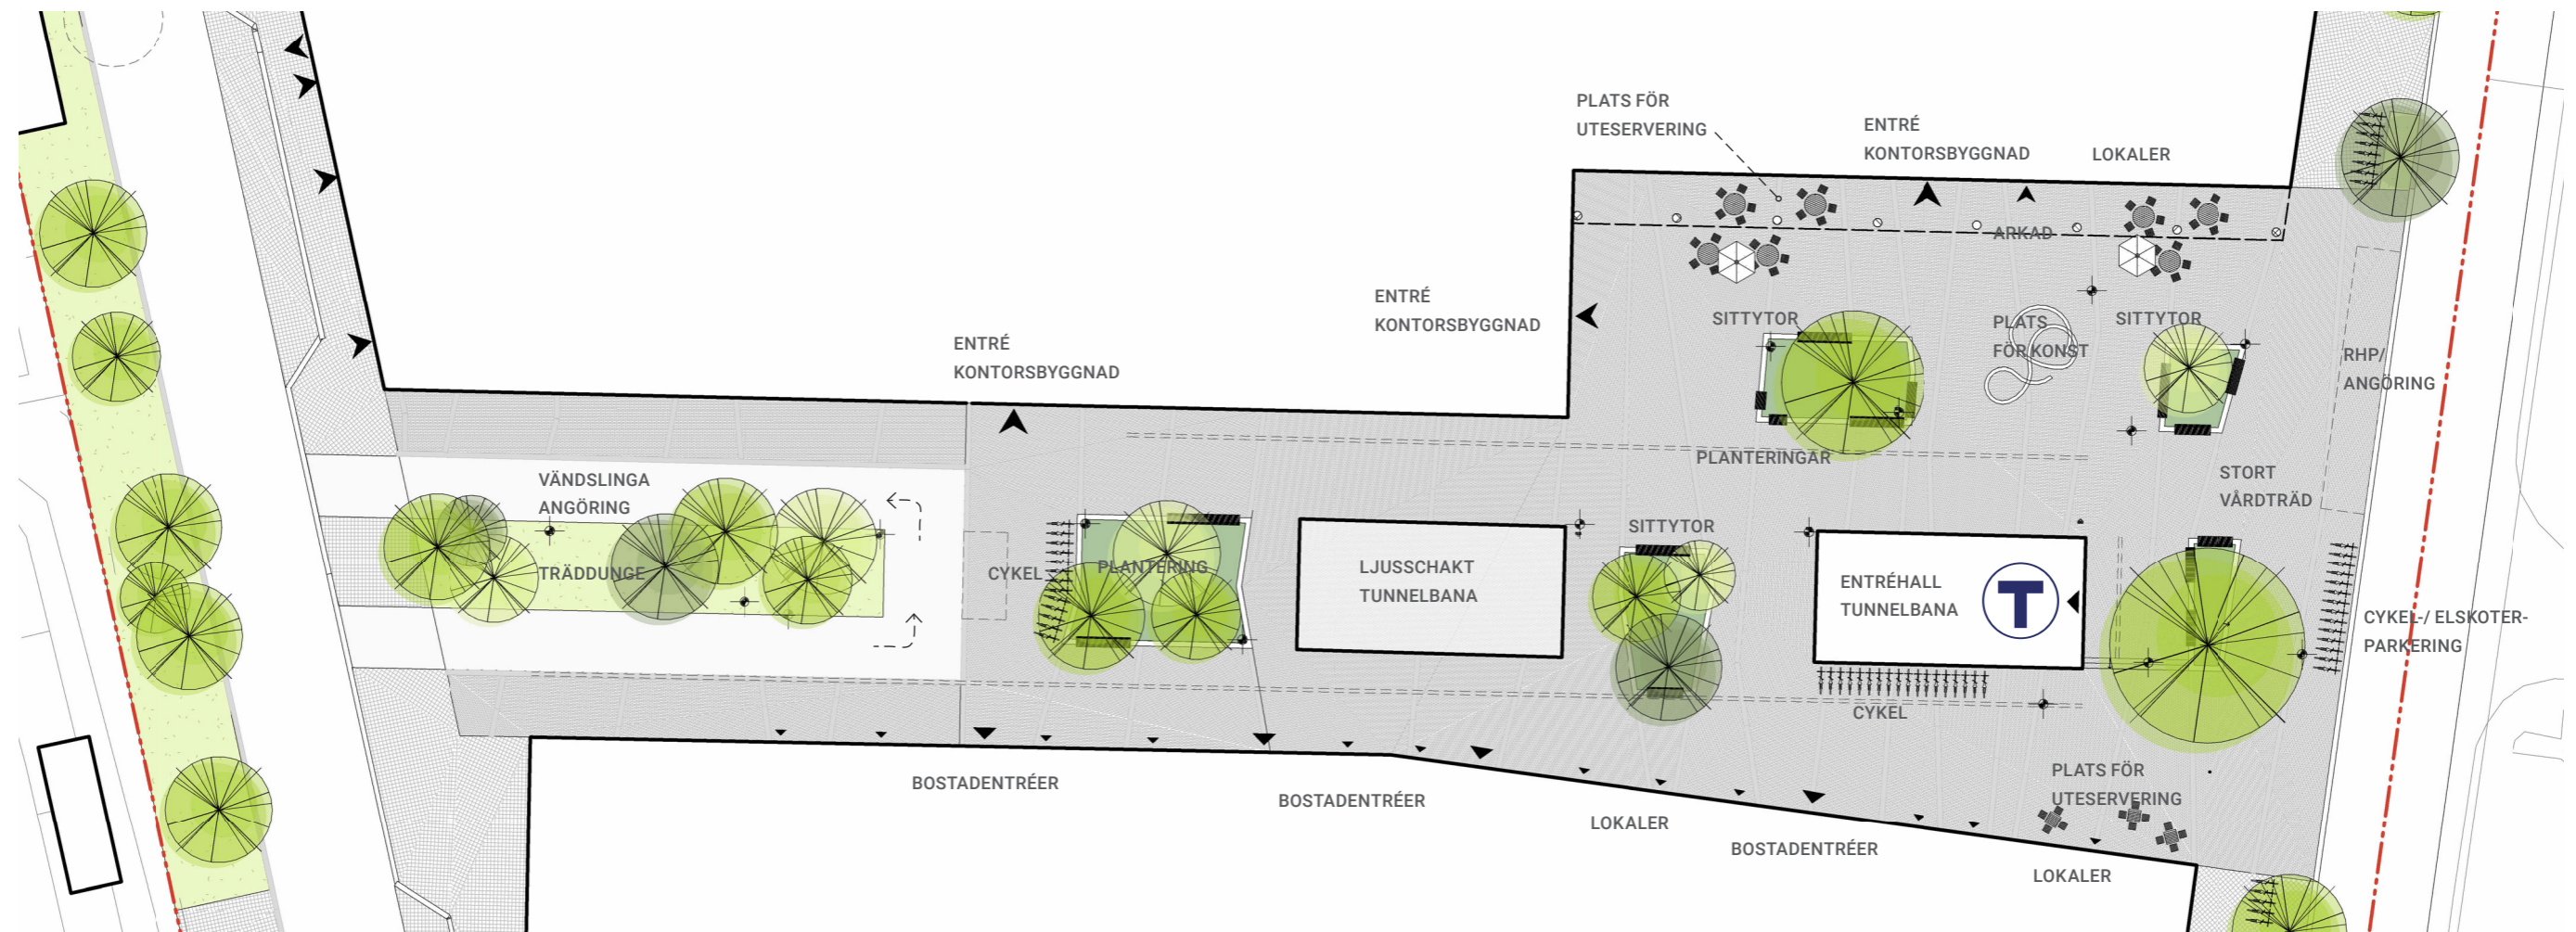 PLATS FÖR
UTESERVERING
ENTRÉ
KONTORSBYGGNAD
LOKALER
ARKAD
ENTRÉ
KONTORSBYGGNAD
SITTYTOR
PLATS
FÖR KONST
SITTYTOR
RHP/
ANGÖRING
ENTRÉ
KONTORSBYGGNAD
PLANTERINGAR
STORT
VÅRDTRÄD
VÄNDSLINGA
ANGÖRING
TRÄDDUNGE
CYKEL
PLANTERING
LJUSSCHAKT
TUNNELBANA
SITTYTOR
ENTRÉHALL
TUNNELBANA
T
CYKEL-/ ELSKOTER-
PARKERING
CYKEL
PLATS FÖR
UTESERVERING
BOSTADENTRÉER
BOSTADENTRÉER
LOKALER
BOSTADENTRÉER
LOKALER